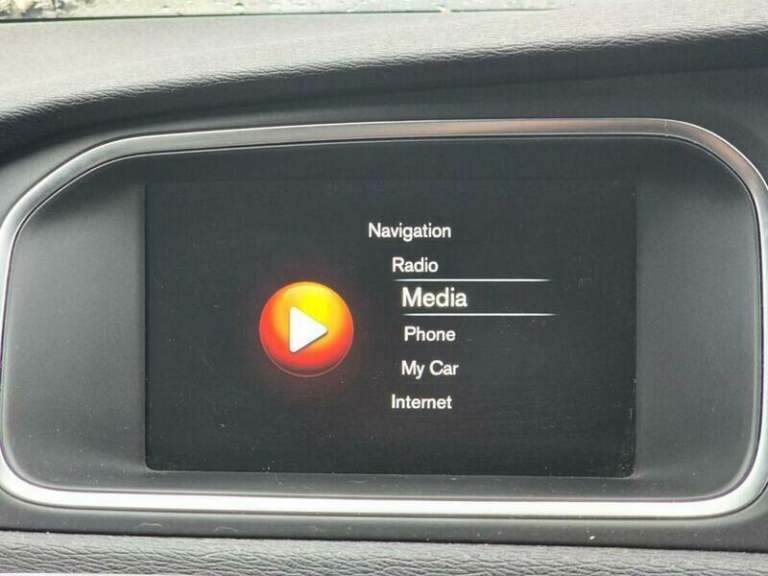 Navigation
Radio
Media
Phone
My Car
Internet